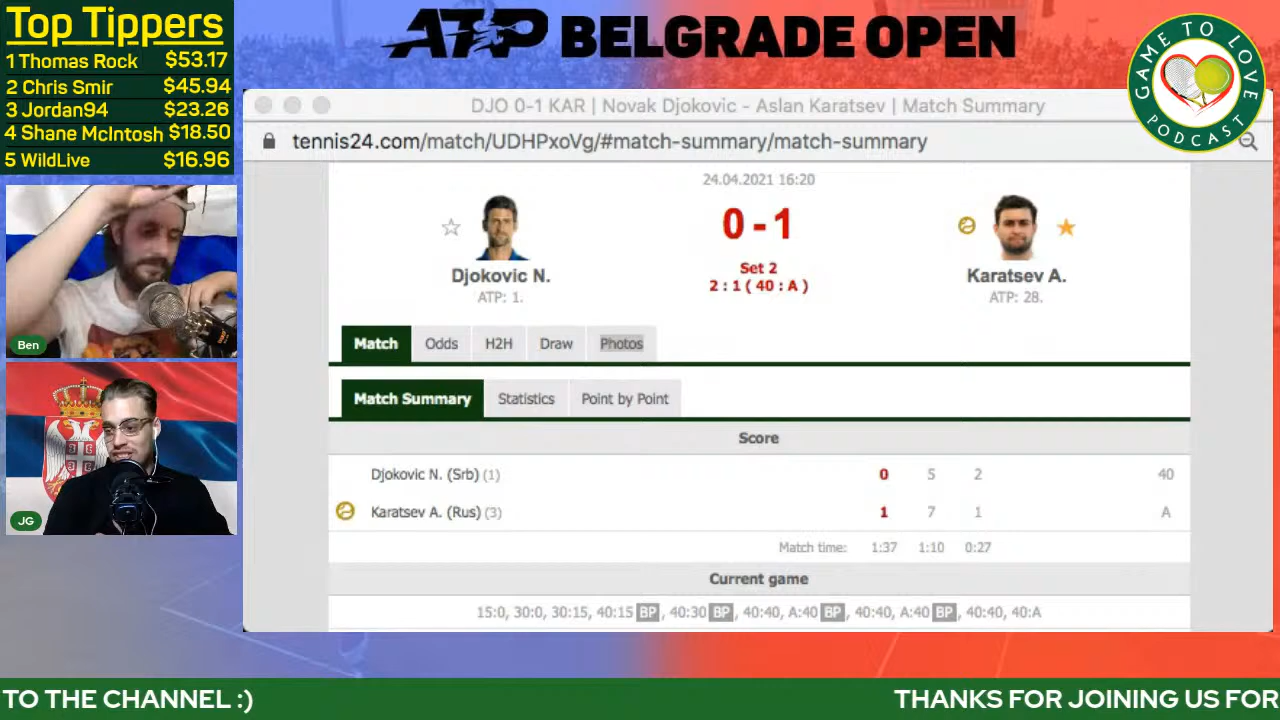 Top Tippers
1 Thomas Rock $53.17
2 Chris Smir $45.94
3 Jordan94 $23.26
4 Shane McIntosh $18.50
5 WildLive $16.96
ATP BELGRADE OPEN
GAME TO LOVE
PODCAST
DJO 0-1 KAR | Novak Djokovic - Aslan Karatsev | Match Summary
tennis24.com/match/UDHPxoVg/#match-summary/match-summary
24.04.2021 16:20
0 - 1
Set 2
2 : 1 ( 40 : A )
Djokovic N.
ATP: 1.
Karatsev A.
ATP: 28.
Match Odds H2H Draw Photos
Match Summary Statistics Point by Point
Score
Djokovic N. (Srb) (1) 0 5 2 40
Karatsev A. (Rus) (3) 1 7 1 A
Match time: 1:37 1:10 0:27
Current game
15:0, 30:0, 30:15, 40:15 BP , 40:30 BP , 40:40, A:40 BP , 40:40, A:40 BP , 40:40, 40:A
Ben
JG
TO THE CHANNEL :) THANKS FOR JOINING US FOR